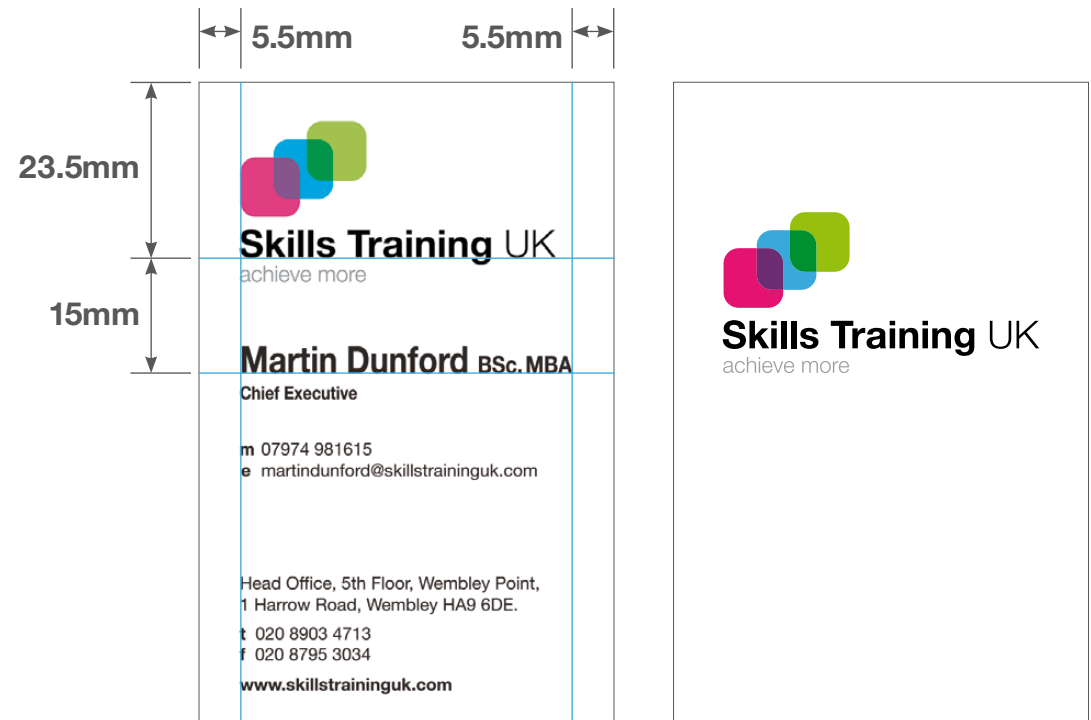 5.5mm 5.5mm
23.5mm
Skills Training UK
achieve more
15mm
Martin Dunford BSc. MBA
Chief Executive
m 07974 981615
e martindunford@skillstraininguk.com
Head Office, 5th Floor, Wembley Point,
1 Harrow Road, Wembley HA9 6DE.
t 020 8903 4713
f 020 8795 3034
www.skillstraininguk.com
Skills Training UK
achieve more